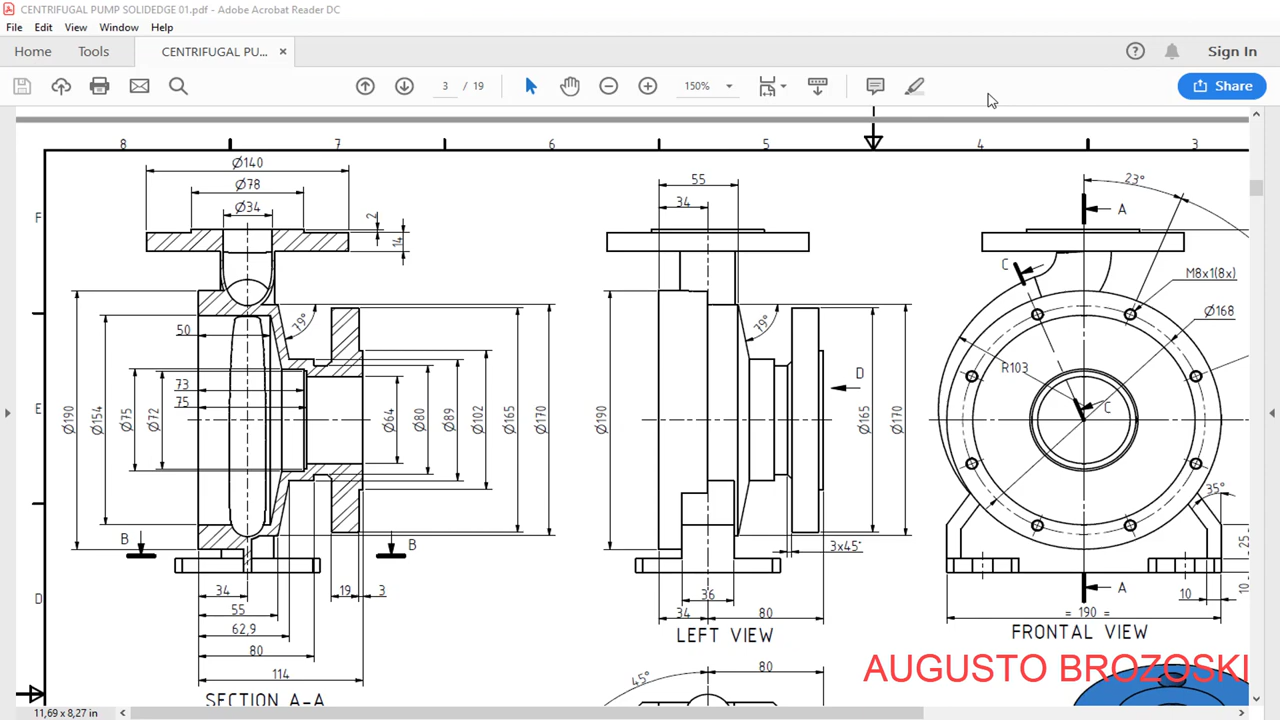 CENTRIFUGAL PUMP SOLIDEDGE 01.pdf - Adobe Acrobat Reader DC
File Edit View Window Help
Home Tools CENTRIFUGAL PU... × ? Sign In
3 / 19 150% Share
8 7 6 5 4 3
F
E
D
Ø140
Ø78
Ø34
2
14
50
79°
73
75
Ø190
Ø154
Ø75
Ø72
Ø64
Ø80
Ø89
Ø102
Ø165
Ø170
B B
34 19 3
55
62,9
80
114
SECTION A-A
55
34
79°
D
Ø190
Ø165
Ø170
3x45°
36
34 80
LEFT VIEW
45°
80
23°
A
C
M8x1(8x)
Ø168
R103
C
35°
25
10
10
A
= 190 =
FRONTAL VIEW
AUGUSTO BROZOSKI
11,69 x 8,27 in